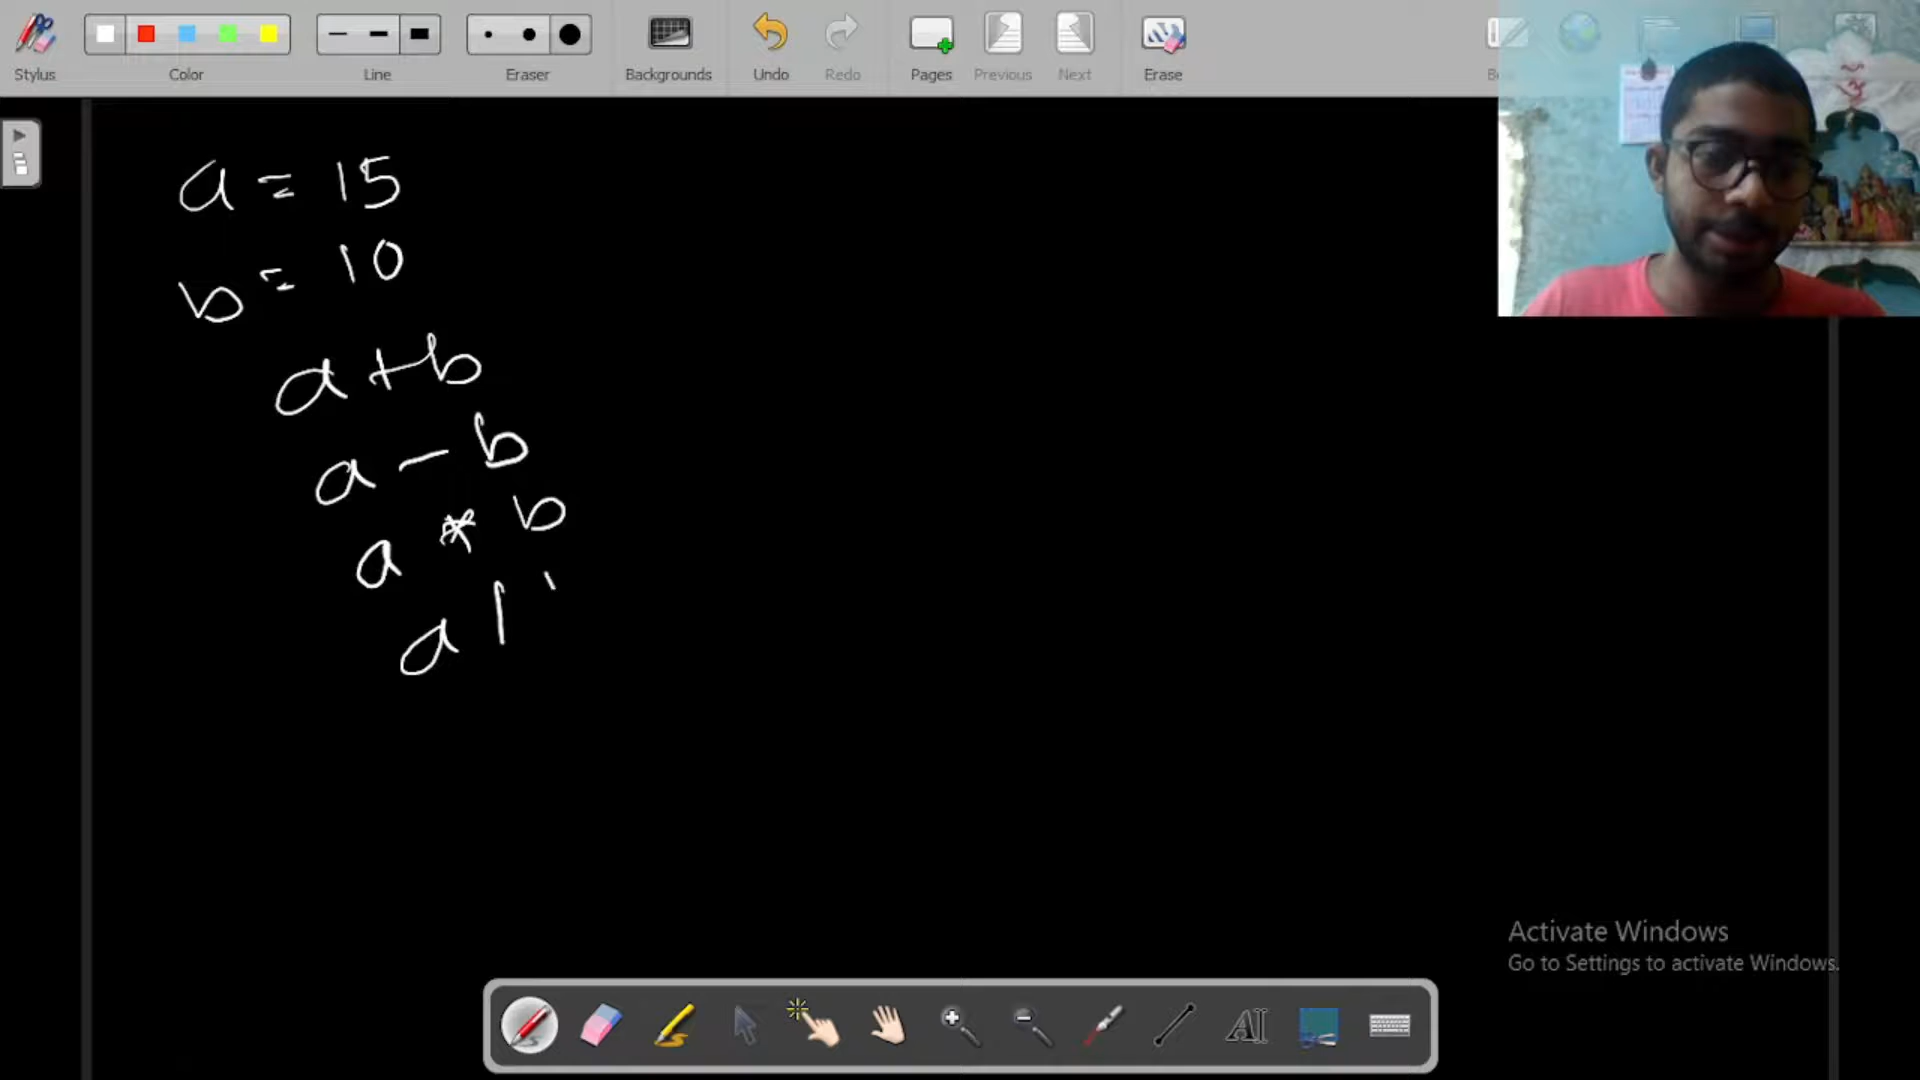 Stylus
Color
Line
Eraser
Backgrounds
Undo
Redo
Pages
Previous
Next
Erase
a = 15
b = 10
a + b
a - b
a * b
a /
Activate Windows
Go to Settings to activate Windows.